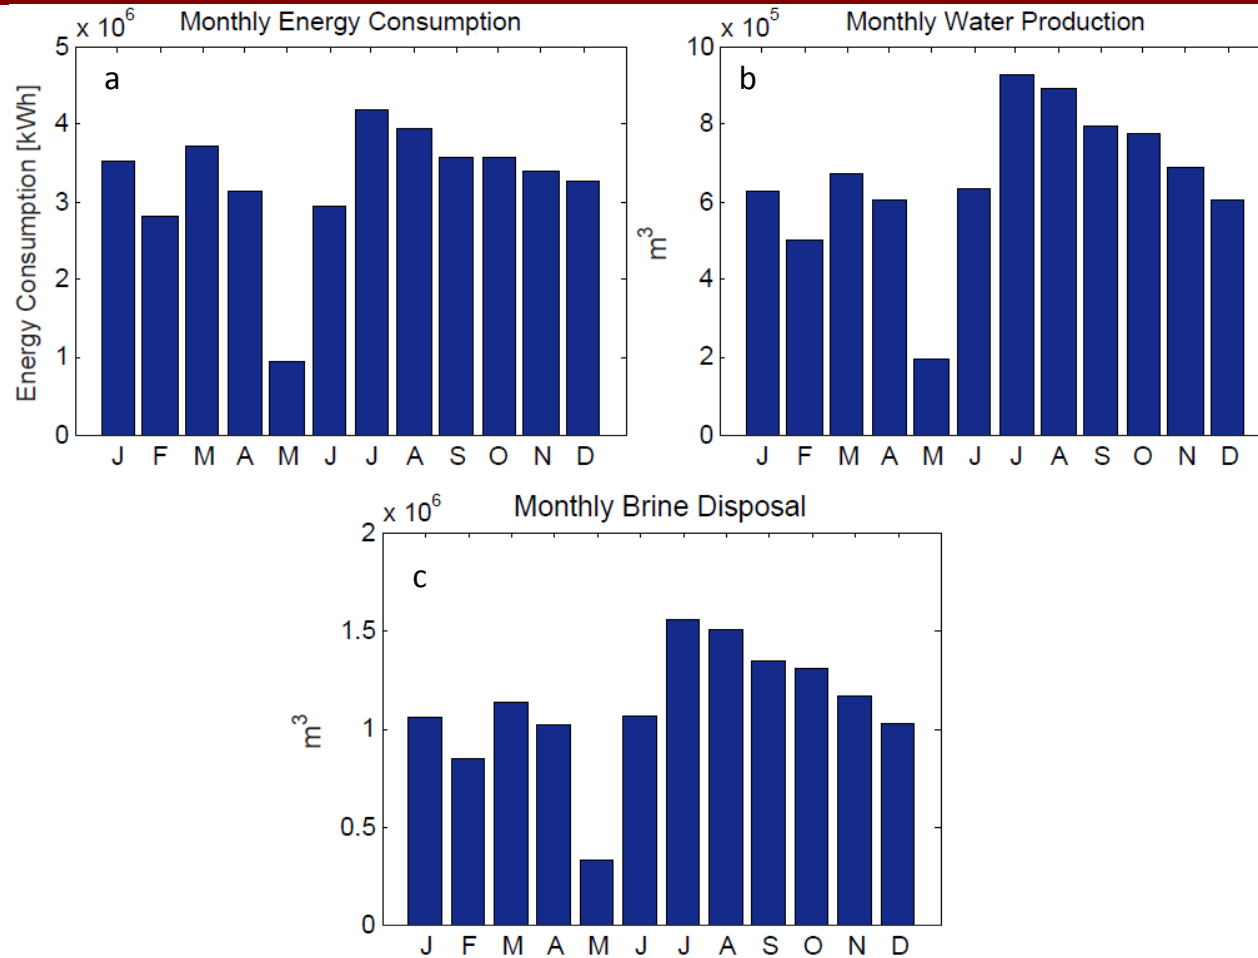 Monthly Energy Consumption
x 10^6
a
Energy Consumption [kWh]
5
4
3
2
1
0
J F M A M J J A S O N D
Monthly Water Production
x 10^5
b
m^3
10
8
6
4
2
0
J F M A M J J A S O N D
Monthly Brine Disposal
x 10^6
c
m^3
2
1.5
1
0.5
0
J F M A M J J A S O N D